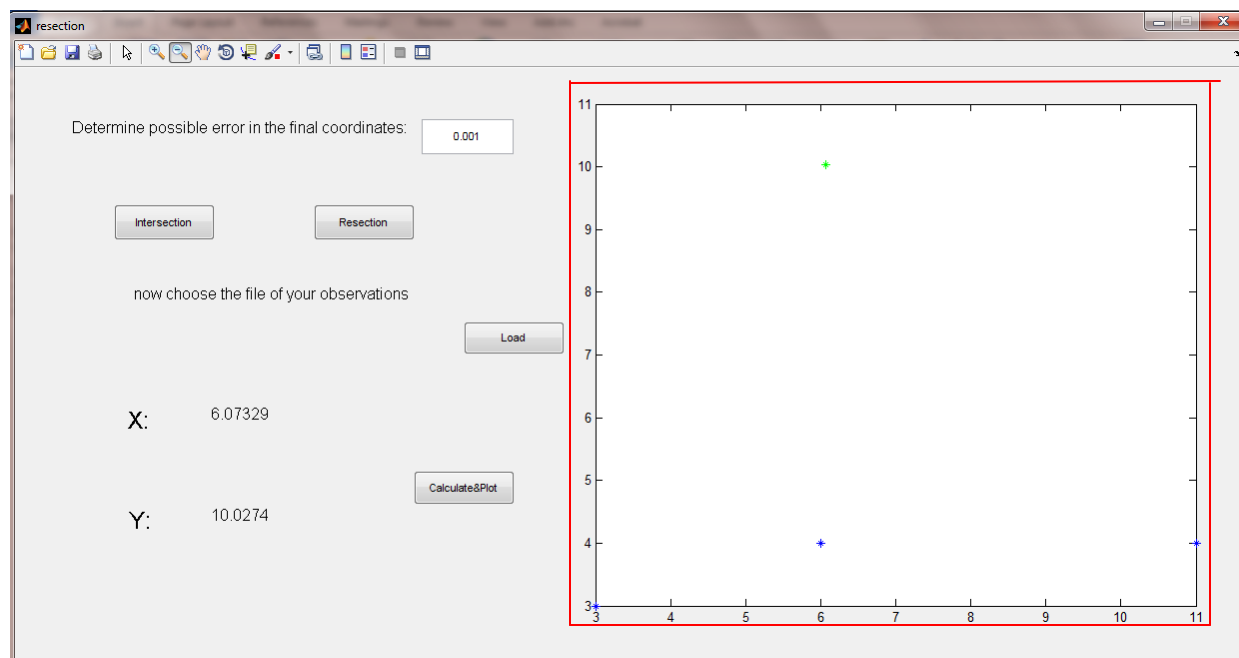 resection
Determine possible error in the final coordinates:
0.001
Intersection
Resection
now choose the file of your observations
Load
X:
6.07329
Calculate&Plot
Y:
10.0274
11
10
9
8
7
6
5
4
3
3 4 5 6 7 8 9 10 11